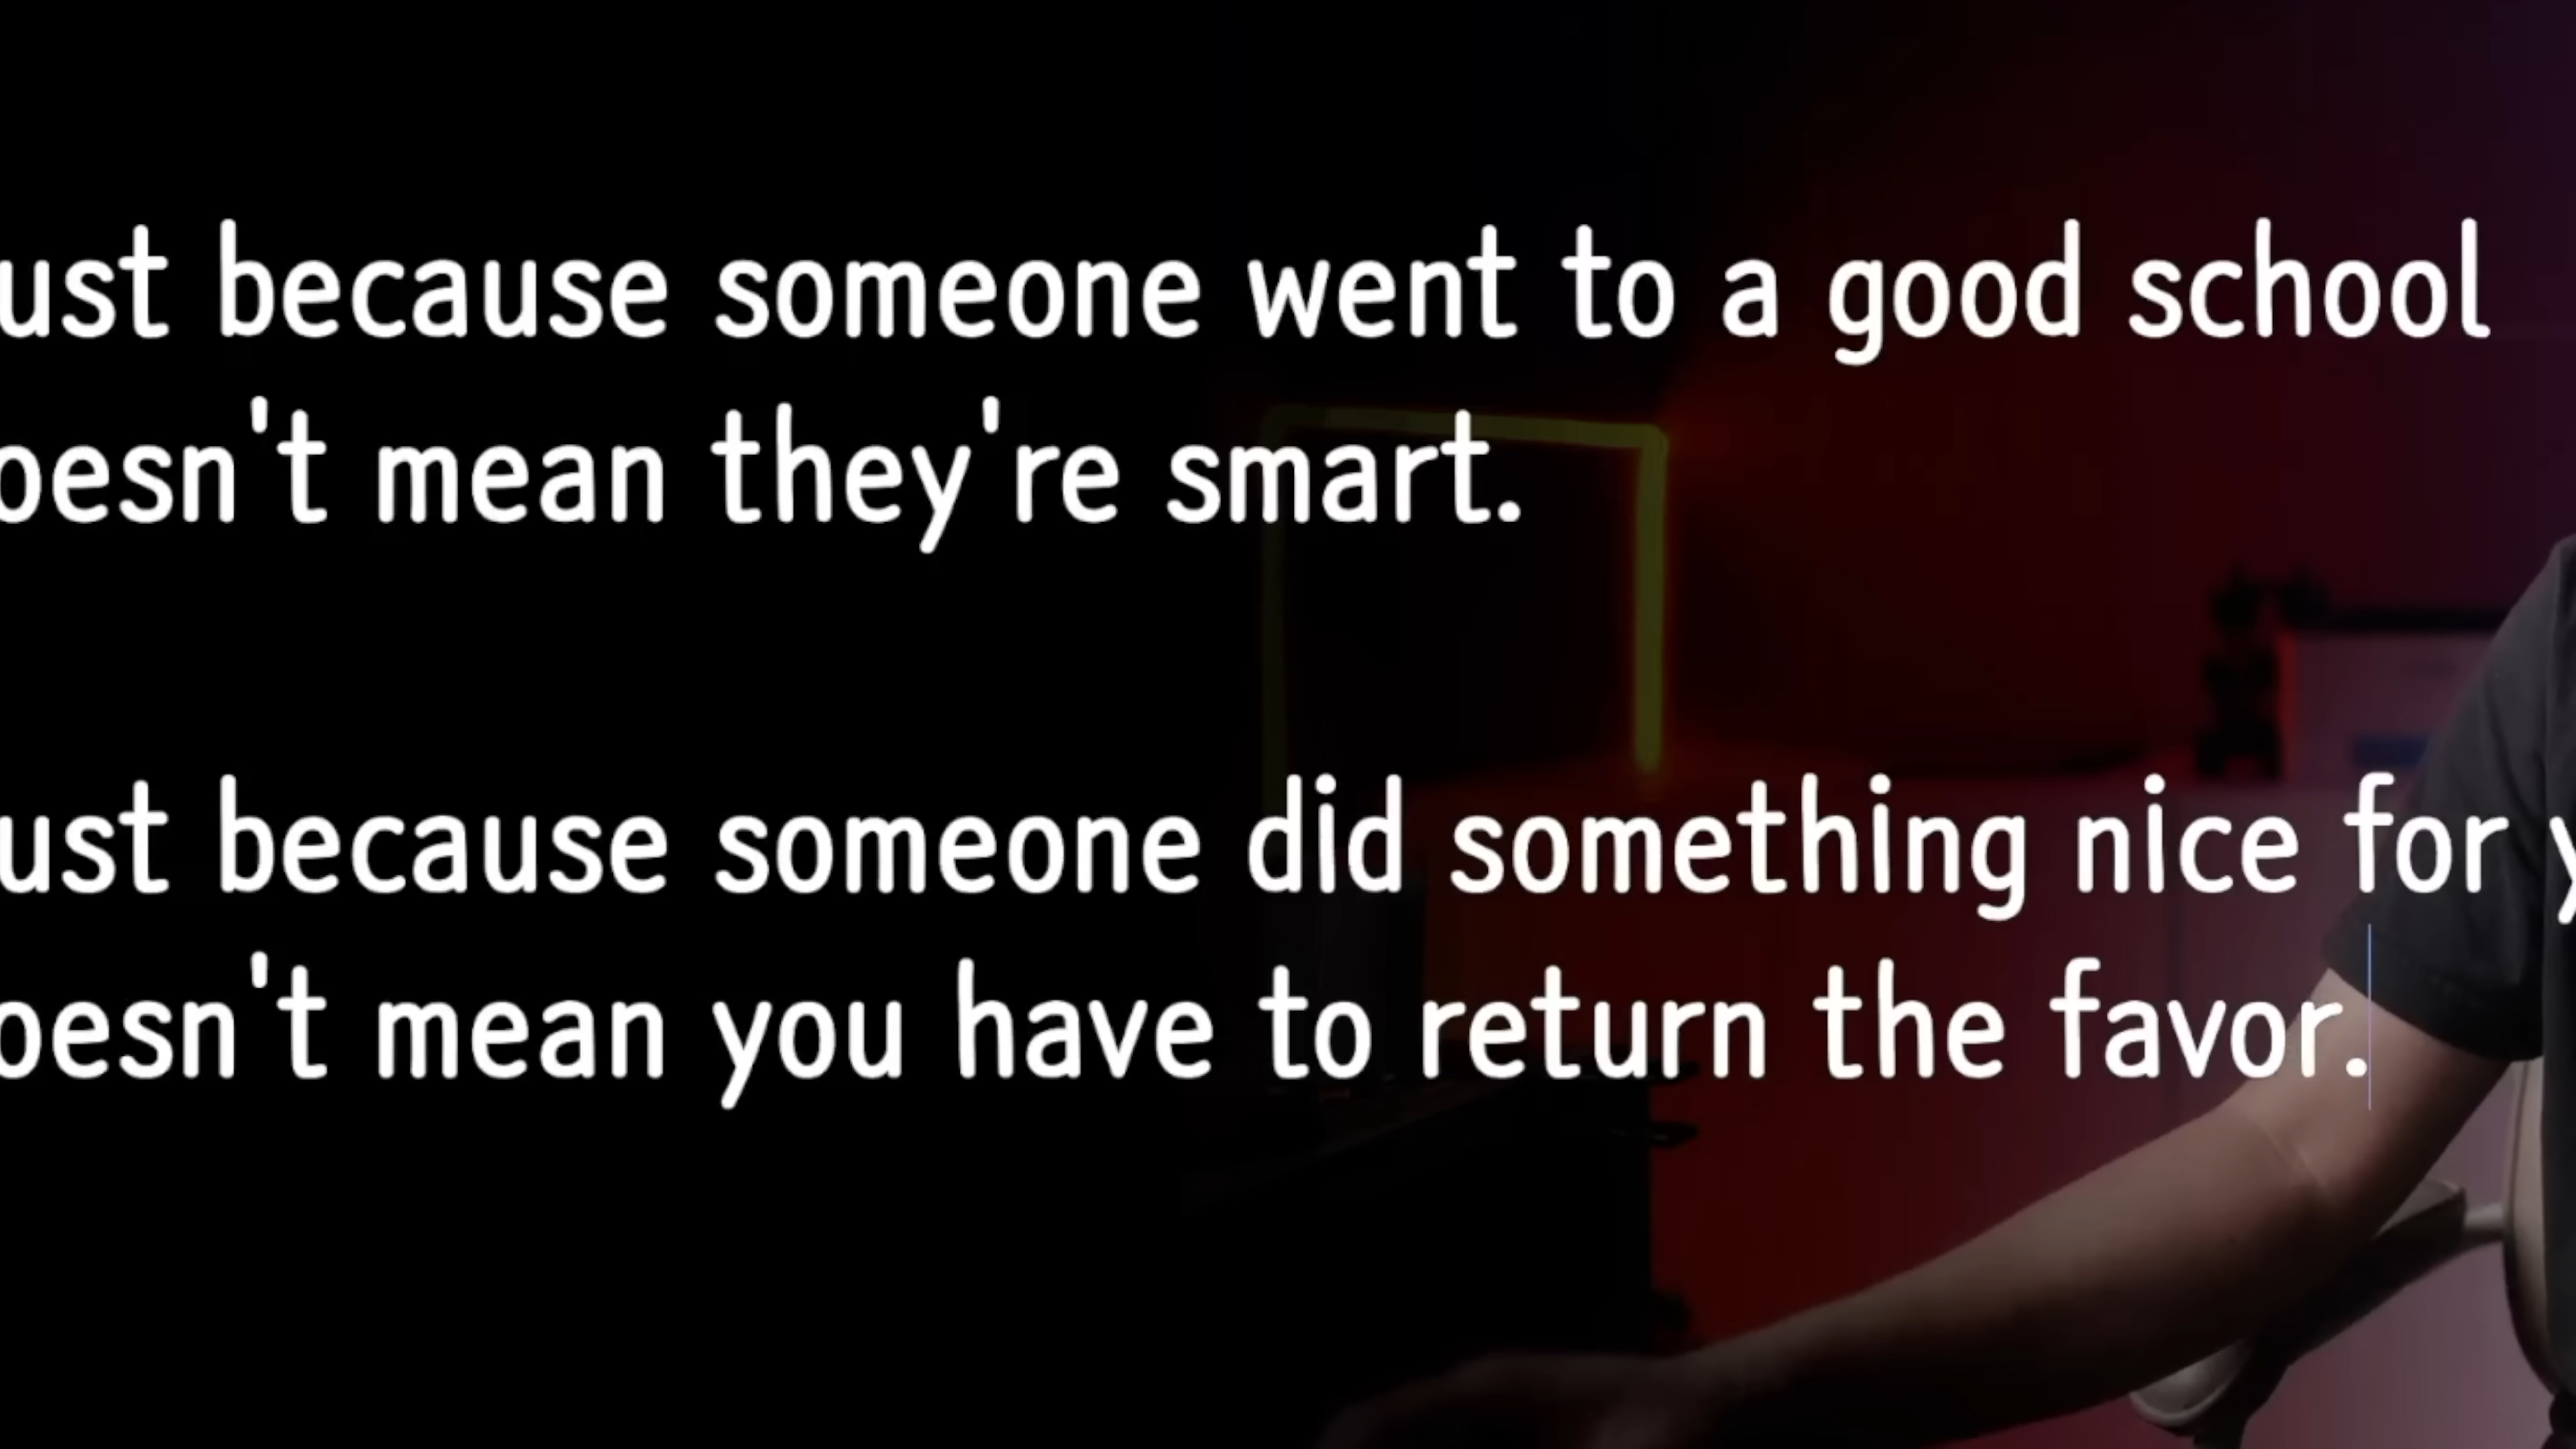 ust because someone went to a good school
oesn't mean they're smart.
ust because someone did something nice for y
oesn't mean you have to return the favor.